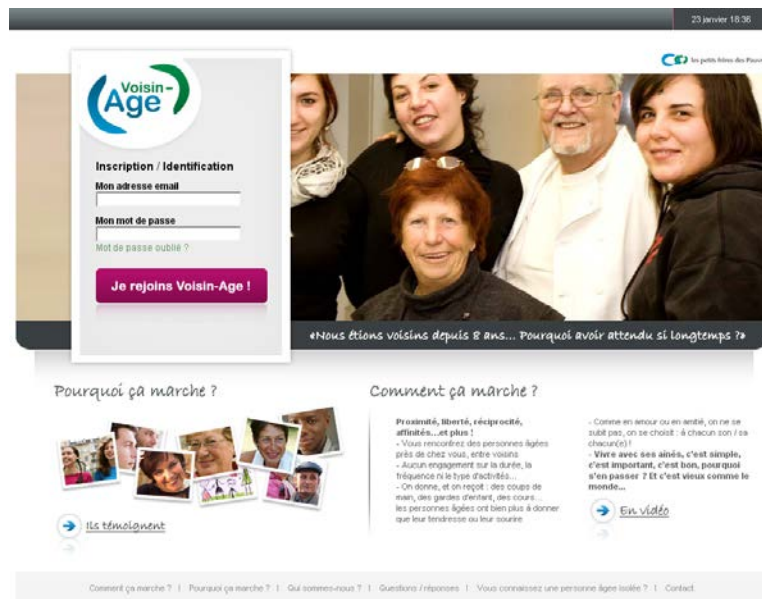 23 janvier 18:36
les petits frères des Pauvres
Voisin-
Age
Inscription / Identification
Mon adresse email
Mon mot de passe
Mot de passe oublié ?
Je rejoins Voisin-Age !
«Nous étions voisins depuis 8 ans... Pourquoi avoir attendu si longtemps ?»
Pourquoi ça marche ?
Ils témoignent
Comment ça marche ?
Proximité, liberté, réciprocité,
affinités...et plus !
- Vous rencontrez des personnes âgées
près de chez vous, entre voisins
- Aucun engagement sur la durée, la
fréquence ni le type d'activités...
- On donne, et on reçoit : des coups de
main, des gardes d'enfant, des cours...
les personnes âgées ont bien plus à donner
que leur tendresse ou leur sourire
- Comme en amour ou en amitié, on ne se
subit pas, on se choisit : à chacun son / sa
chacun(e) !
- Vivre avec ses ainés, c'est simple,
c'est important, c'est bon, pourquoi
s'en passer ? Et c'est vieux comme le
monde...
En vidéo
Comment ça marche ? | Pourquoi ça marche ? | Qui sommes-nous ? | Questions / réponses | Vous connaissez une personne âgée isolée ? | Contact